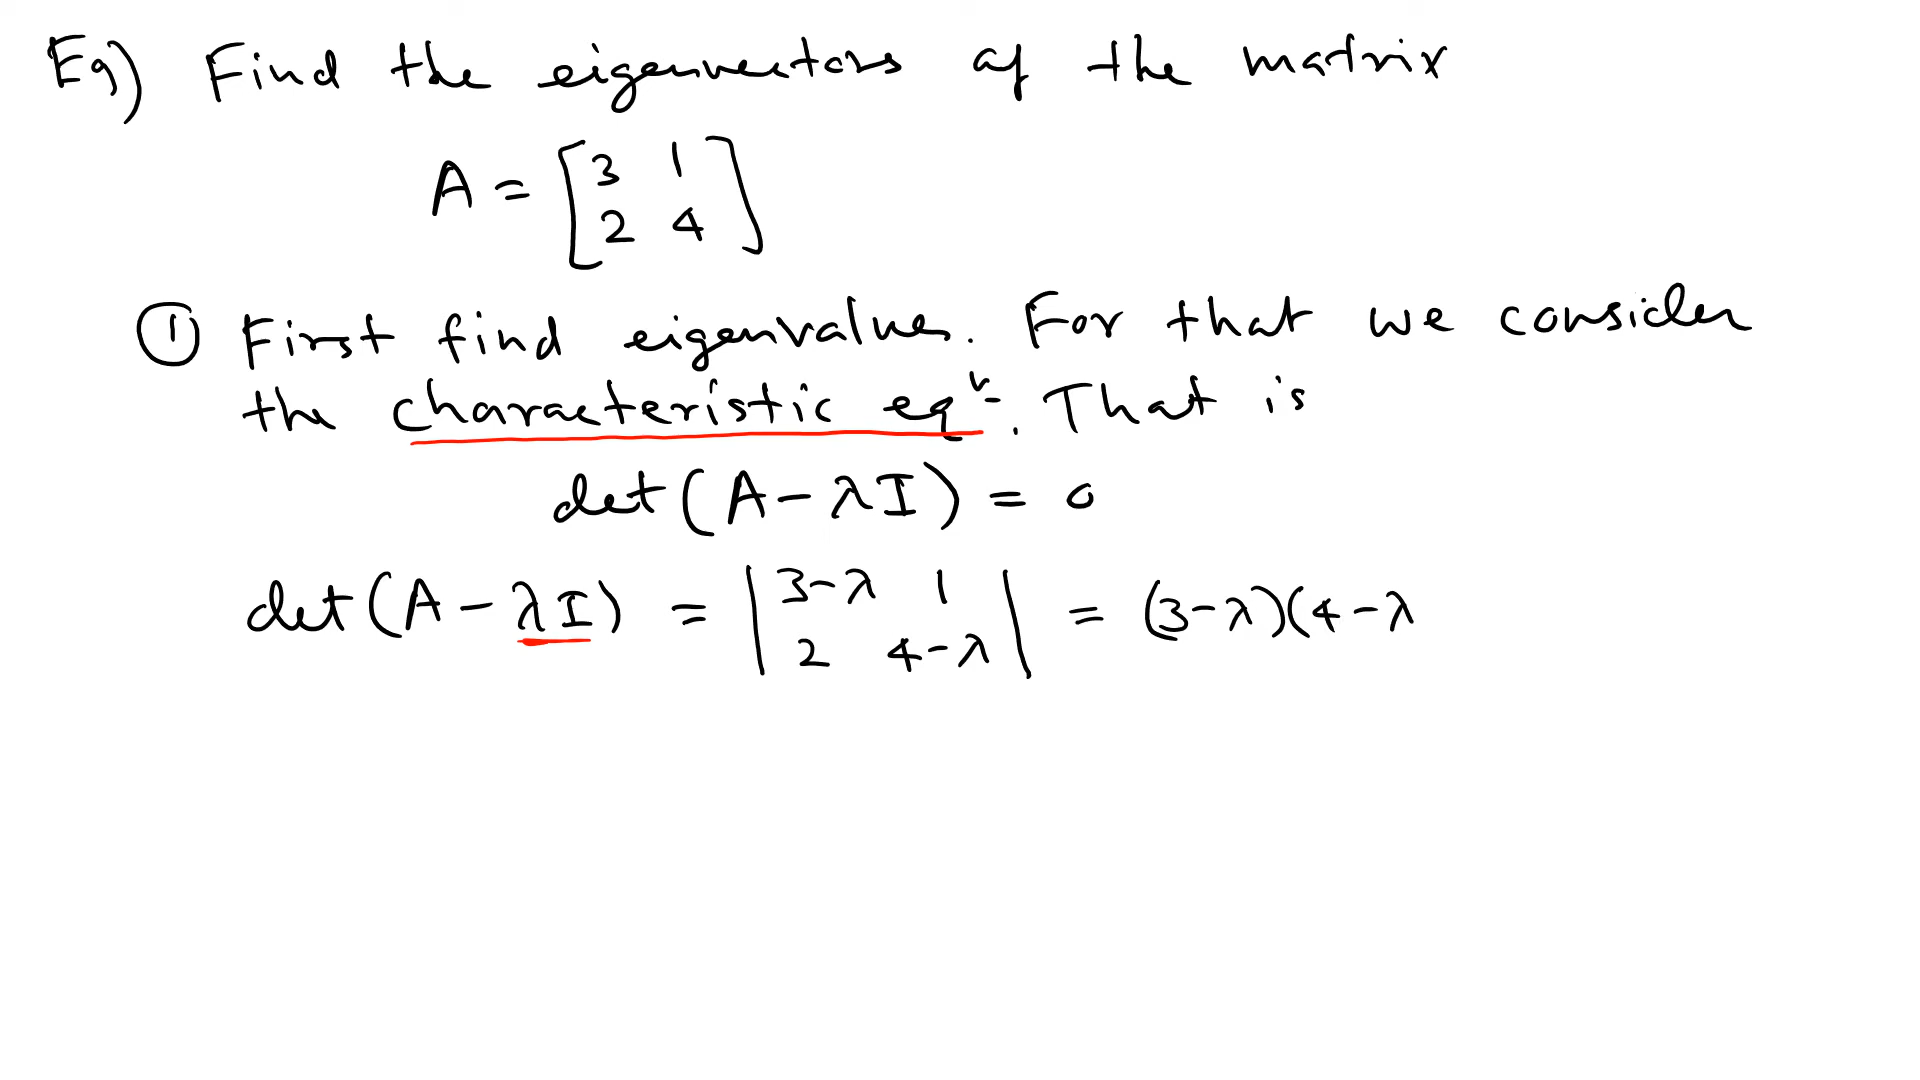 Eg) Find the eigenvectors of the matrix
A = [3 1
2 4]
① First find eigenvalues. For that we consider
the characteristic eqⁿ. That is
det(A - λI) = 0
det(A - λI) = |3-λ 1
2 4-λ| = (3-λ)(4-λ